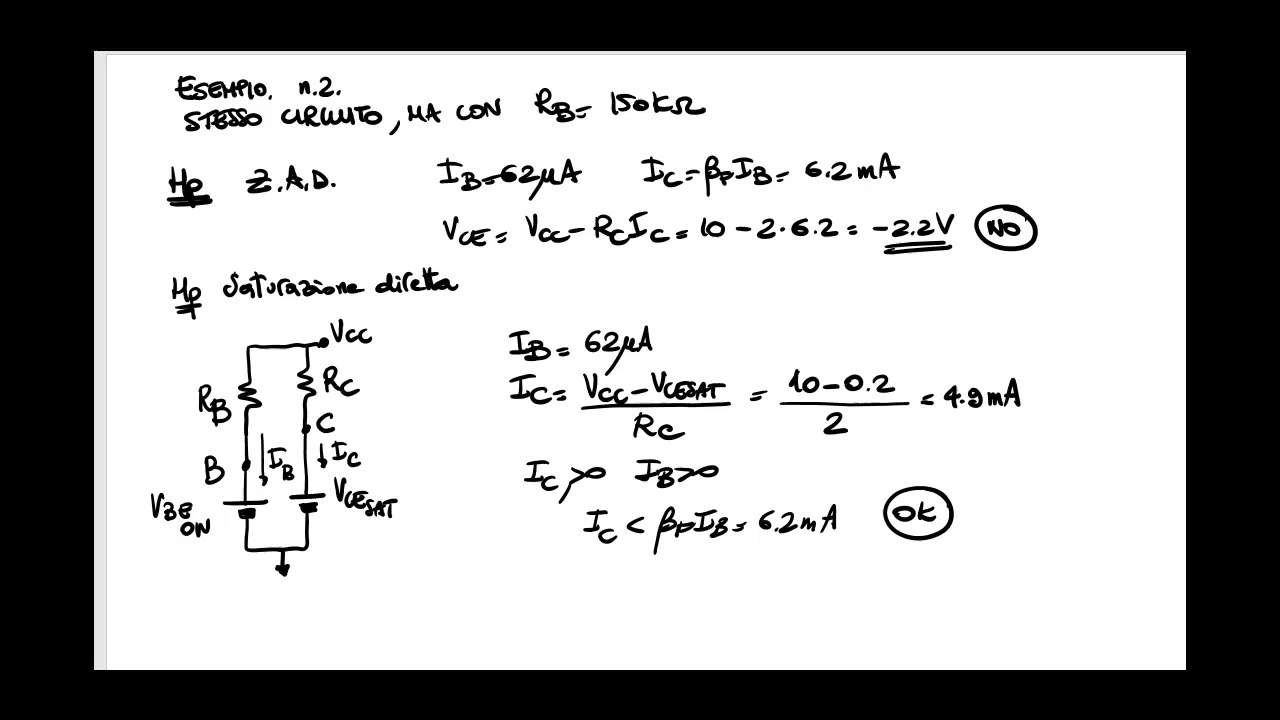 ESEMPIO. n.2.
STESSO CIRCUITO, MA CON R_B = 150KΩ
Hp Z.A.D. I_B = 62μA I_C = β_F I_B = 6.2mA
V_CE = V_CC - R_C I_C = 10 - 2·6.2 = -2.2V NO
Hp Saturazione diretta
V_CC
R_B R_C
C
B I_B I_C
V_BE ON V_CESAT
I_B = 62μA
I_C = (V_CC - V_CESAT) / R_C = (10 - 0.2) / 2 = 4.9mA
I_C > 0 I_B > 0
I_C < β_F I_B = 6.2mA OK